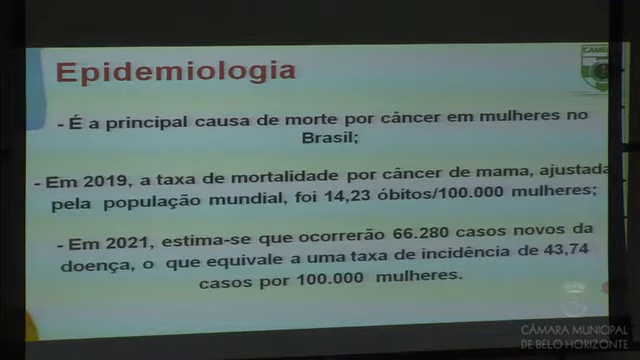 CAMEL
Epidemiologia
- É a principal causa de morte por câncer em mulheres no
Brasil;
- Em 2019, a taxa de mortalidade por câncer de mama, ajustada
pela população mundial, foi 14,23 óbitos/100.000 mulheres;
- Em 2021, estima-se que ocorrerão 66.280 casos novos da
doença, o que equivale a uma taxa de incidência de 43,74
casos por 100.000 mulheres.
CÂMARA MUNICIPAL
DE BELO HORIZONTE